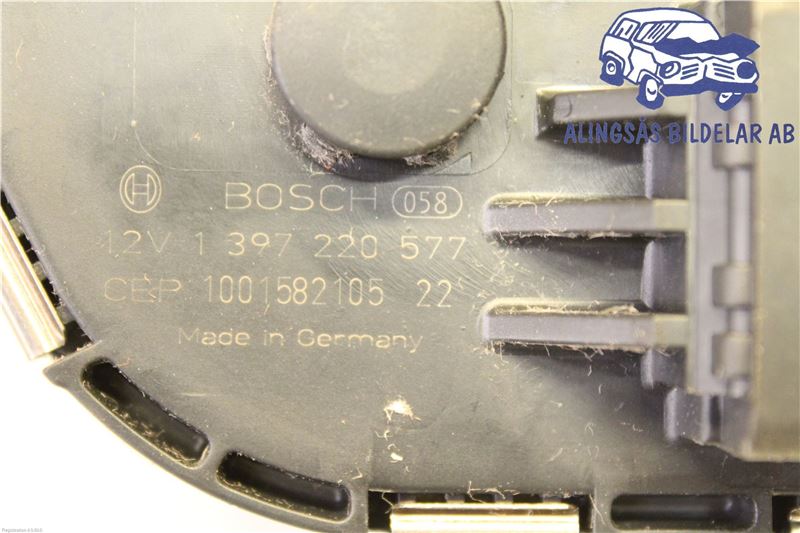 ALINGSÅS BILDELAR AB
BOSCH 058
12V 1 397 220 577
CEP 1001582105 22
Made in Germany